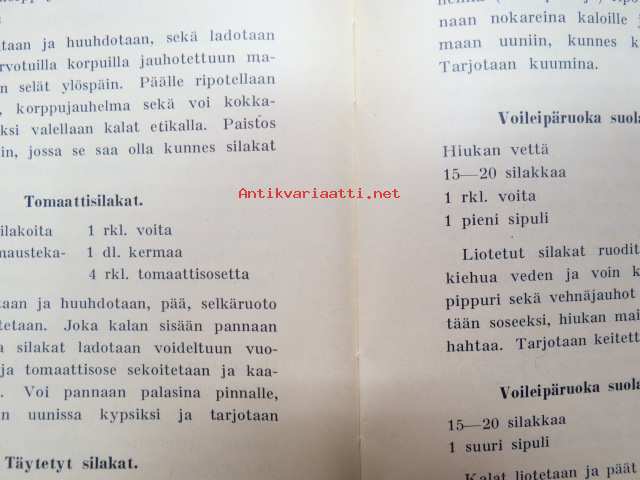 taan ja huuhdotaan, sekä ladotaan
rvotuilla korpuilla jauhotettuun ma-
n selät ylöspäin. Päälle ripotellaan
, korppujauhelma sekä voi kokka-
ksi valellaan kalat etikalla. Paistos
in, jossa se saa olla kunnes silakat
Tomaattisilakat.
ilakoita 1 rkl. voita
mausteka- 1 dl. kermaa
4 rkl. tomaattisosetta
taan ja huuhdotaan, pää, selkäruoto
tetaan. Joka kalan sisään pannaan
a silakat ladotaan voideltuun vuo-
ja tomaattisose sekoitetaan ja kaa-
. Voi pannaan palasina pinnalle,
n uunissa kypsiksi ja tarjotaan
Täytetyt silakat.
naan nokareina kaloille j
maan uuniin, kunnes k
Tarjotaan kuumina.
Voileipäruoka suola
Hiukan vettä
15—20 silakkaa
1 rkl. voita
1 pieni sipuli
Liotetut silakat ruodit
kiehua veden ja voin k
pippuri sekä vehnäjauhot
tään soseeksi, hiukan mai
hahtaa. Tarjotaan keitett
Voileipäruoka suola
15—20 silakkaa
1 suuri sipuli
Kalat liotetaan ja päät
Antikvariaatti.net